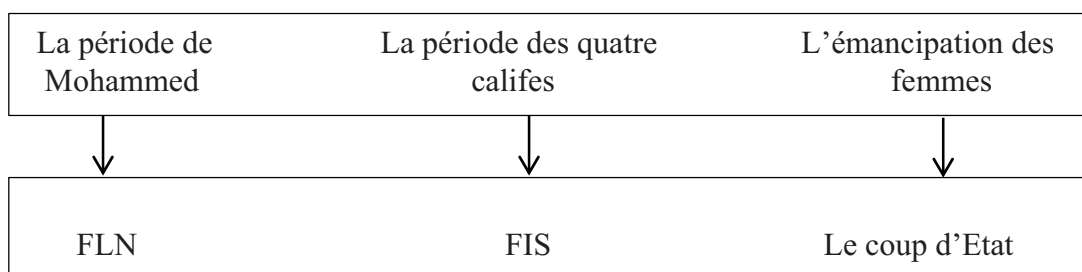 La période de
Mohammed
La période des quatre
califes
L’émancipation des
femmes
FLN
FIS
Le coup d’Etat